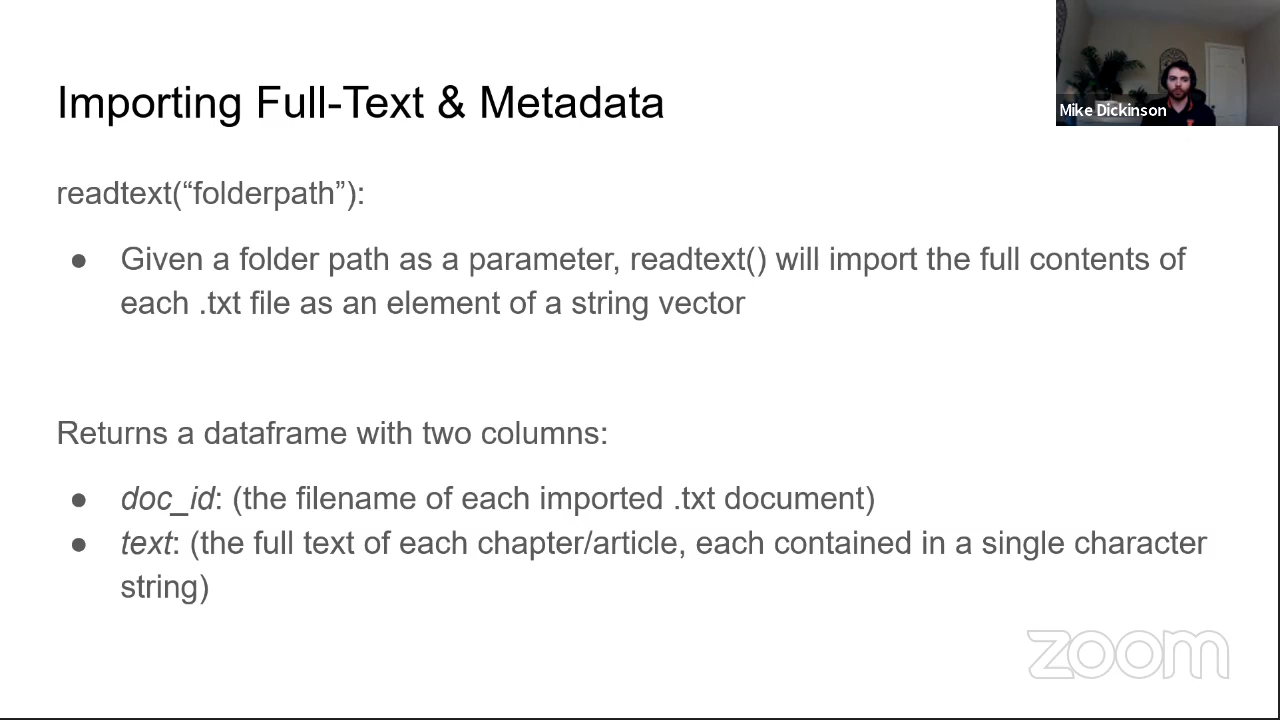 Importing Full-Text & Metadata
Mike Dickinson
readtext(“folderpath”):
● Given a folder path as a parameter, readtext() will import the full contents of
each .txt file as an element of a string vector
Returns a dataframe with two columns:
● doc_id: (the filename of each imported .txt document)
● text: (the full text of each chapter/article, each contained in a single character
string)
zoom